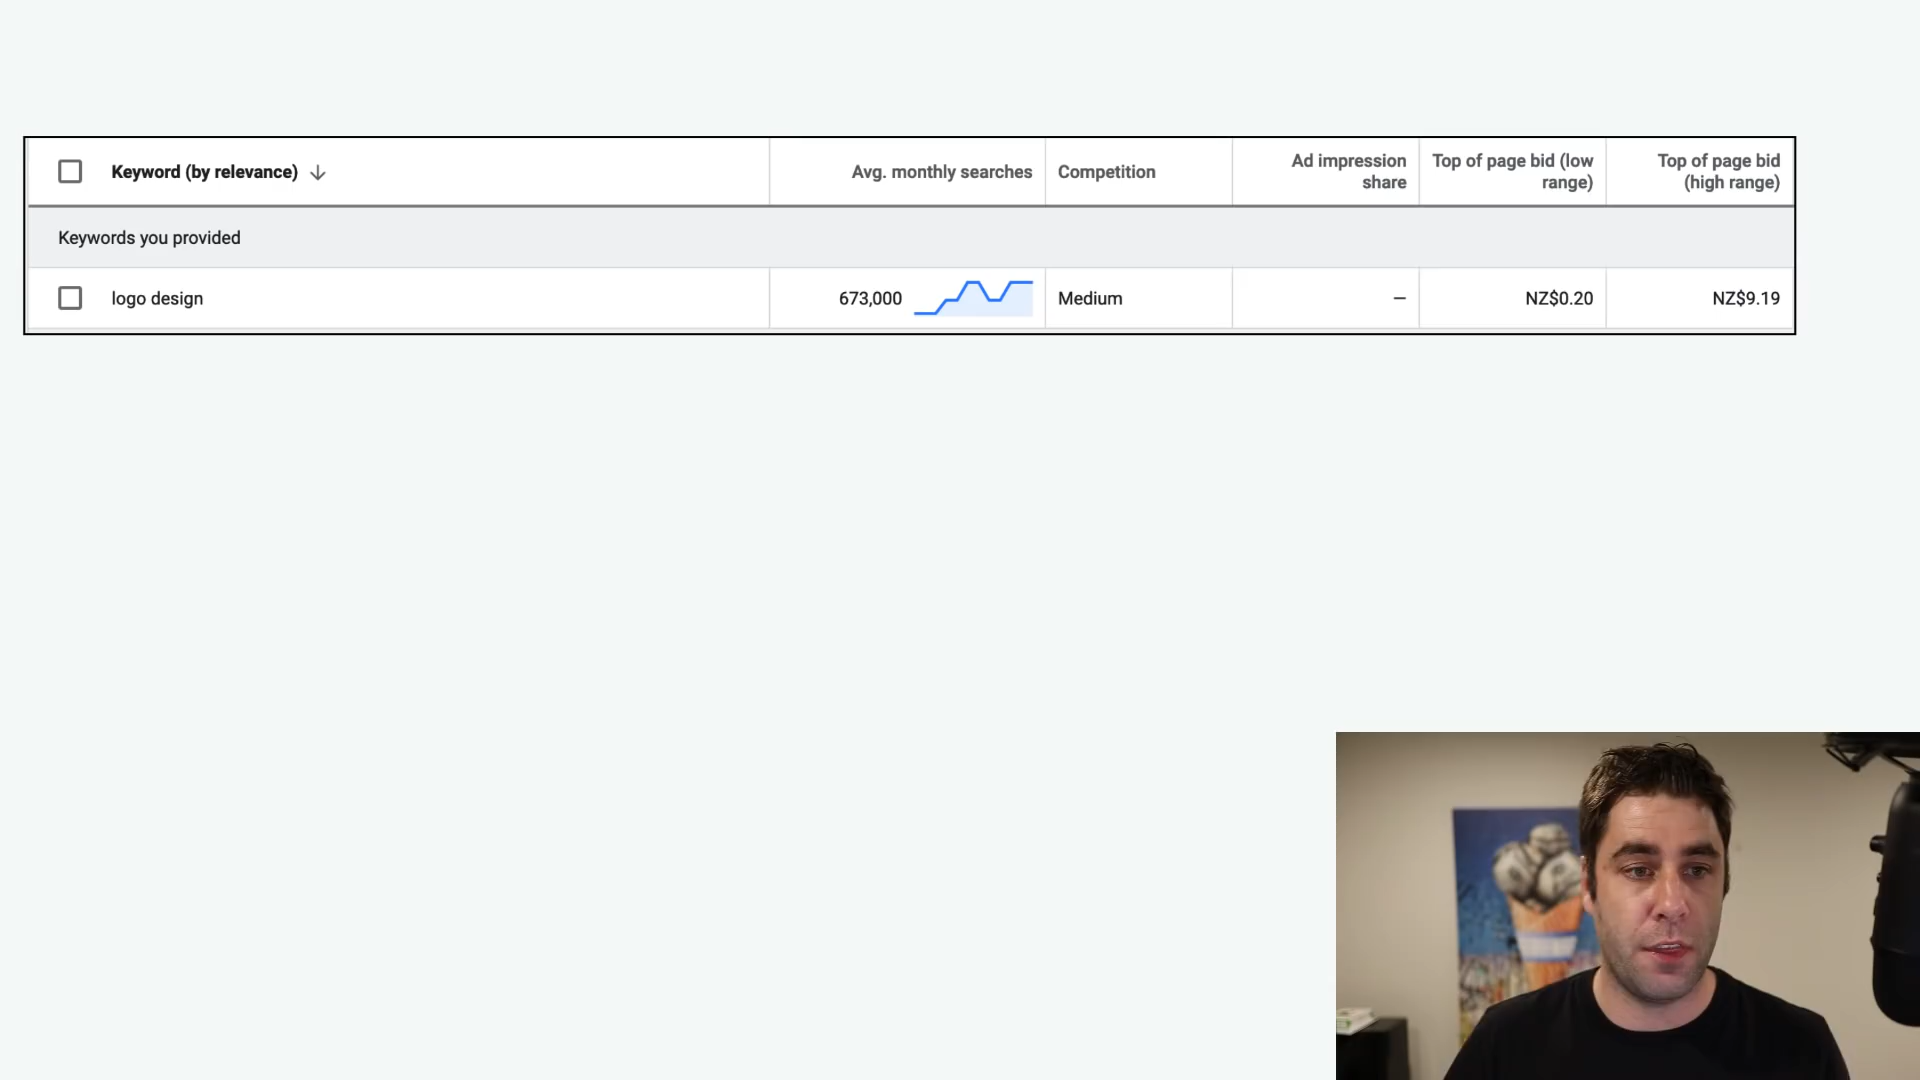 Keyword (by relevance)
Avg. monthly searches
Competition
Ad impression
share
Top of page bid (low
range)
Top of page bid
(high range)
Keywords you provided
logo design
673,000
Medium
–
NZ$0.20
NZ$9.19